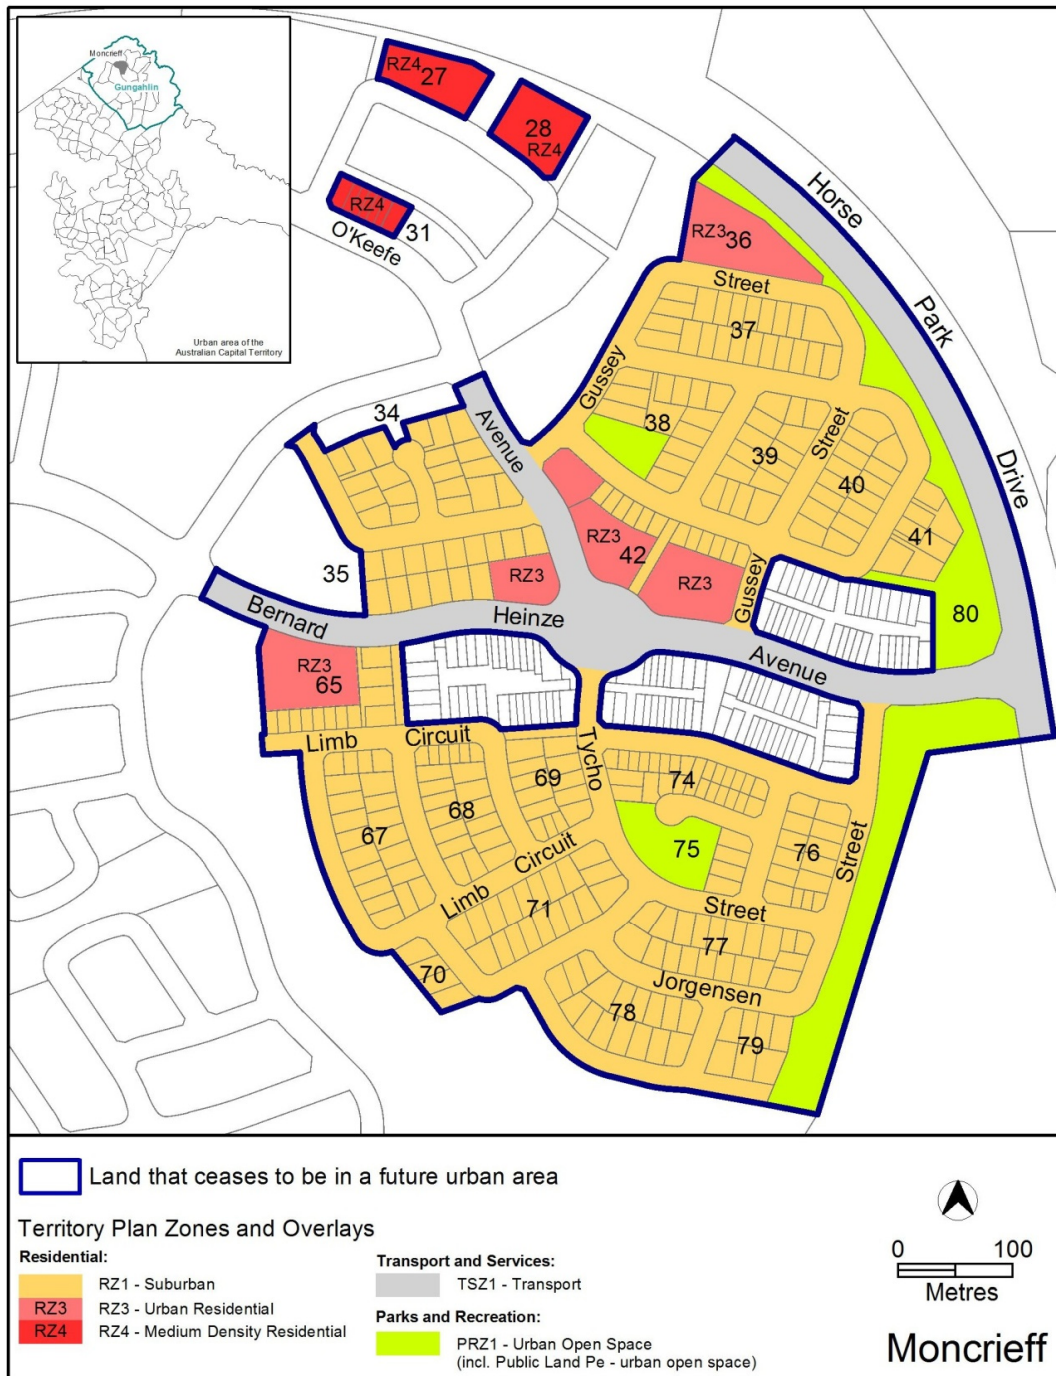 Moncrieff
Gungahlin
Urban area of the
Australian Capital Territory
RZ4 27
28
RZ4
RZ4
31
O'Keefe
Horse
Park
Drive
RZ3 36
Street
37
Gussey
38
39
Street
40
41
34
Avenue
RZ3
42
RZ3
RZ3
Gussey
35
Bernard
Heinze
Avenue
80
RZ3
65
Limb
Circuit
Tycho
69
74
68
67
75
76
Street
Limb
Circuit
71
Street
77
70
Jorgensen
78
79
Land that ceases to be in a future urban area
Territory Plan Zones and Overlays
Residential:
RZ1 - Suburban
RZ3
RZ3 - Urban Residential
RZ4
RZ4 - Medium Density Residential
Transport and Services:
TSZ1 - Transport
Parks and Recreation:
PRZ1 - Urban Open Space
(incl. Public Land Pe - urban open space)
0
100
Metres
Moncrieff